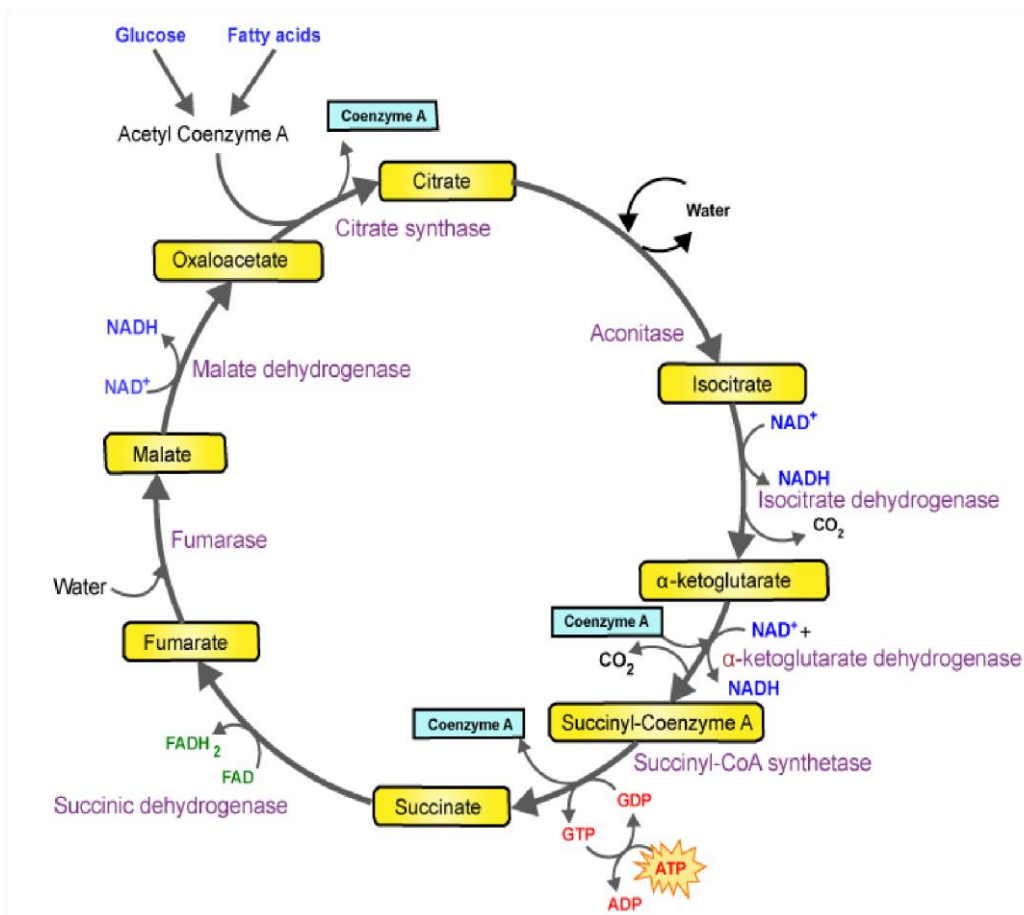 Glucose
Fatty acids
Acetyl Coenzyme A
Coenzyme A
Citrate
Citrate synthase
Water
Oxaloacetate
Aconitase
Isocitrate
NADH
NAD⁺
Malate dehydrogenase
NAD⁺
NADH
Isocitrate dehydrogenase
CO₂
Malate
Fumarase
Water
α-ketoglutarate
Coenzyme A
NAD⁺ +
α-ketoglutarate dehydrogenase
CO₂
NADH
Fumarate
Succinyl-Coenzyme A
Coenzyme A
Succinyl-CoA synthetase
FADH₂
FAD
Succinic dehydrogenase
Succinate
GDP
GTP
ATP
ADP